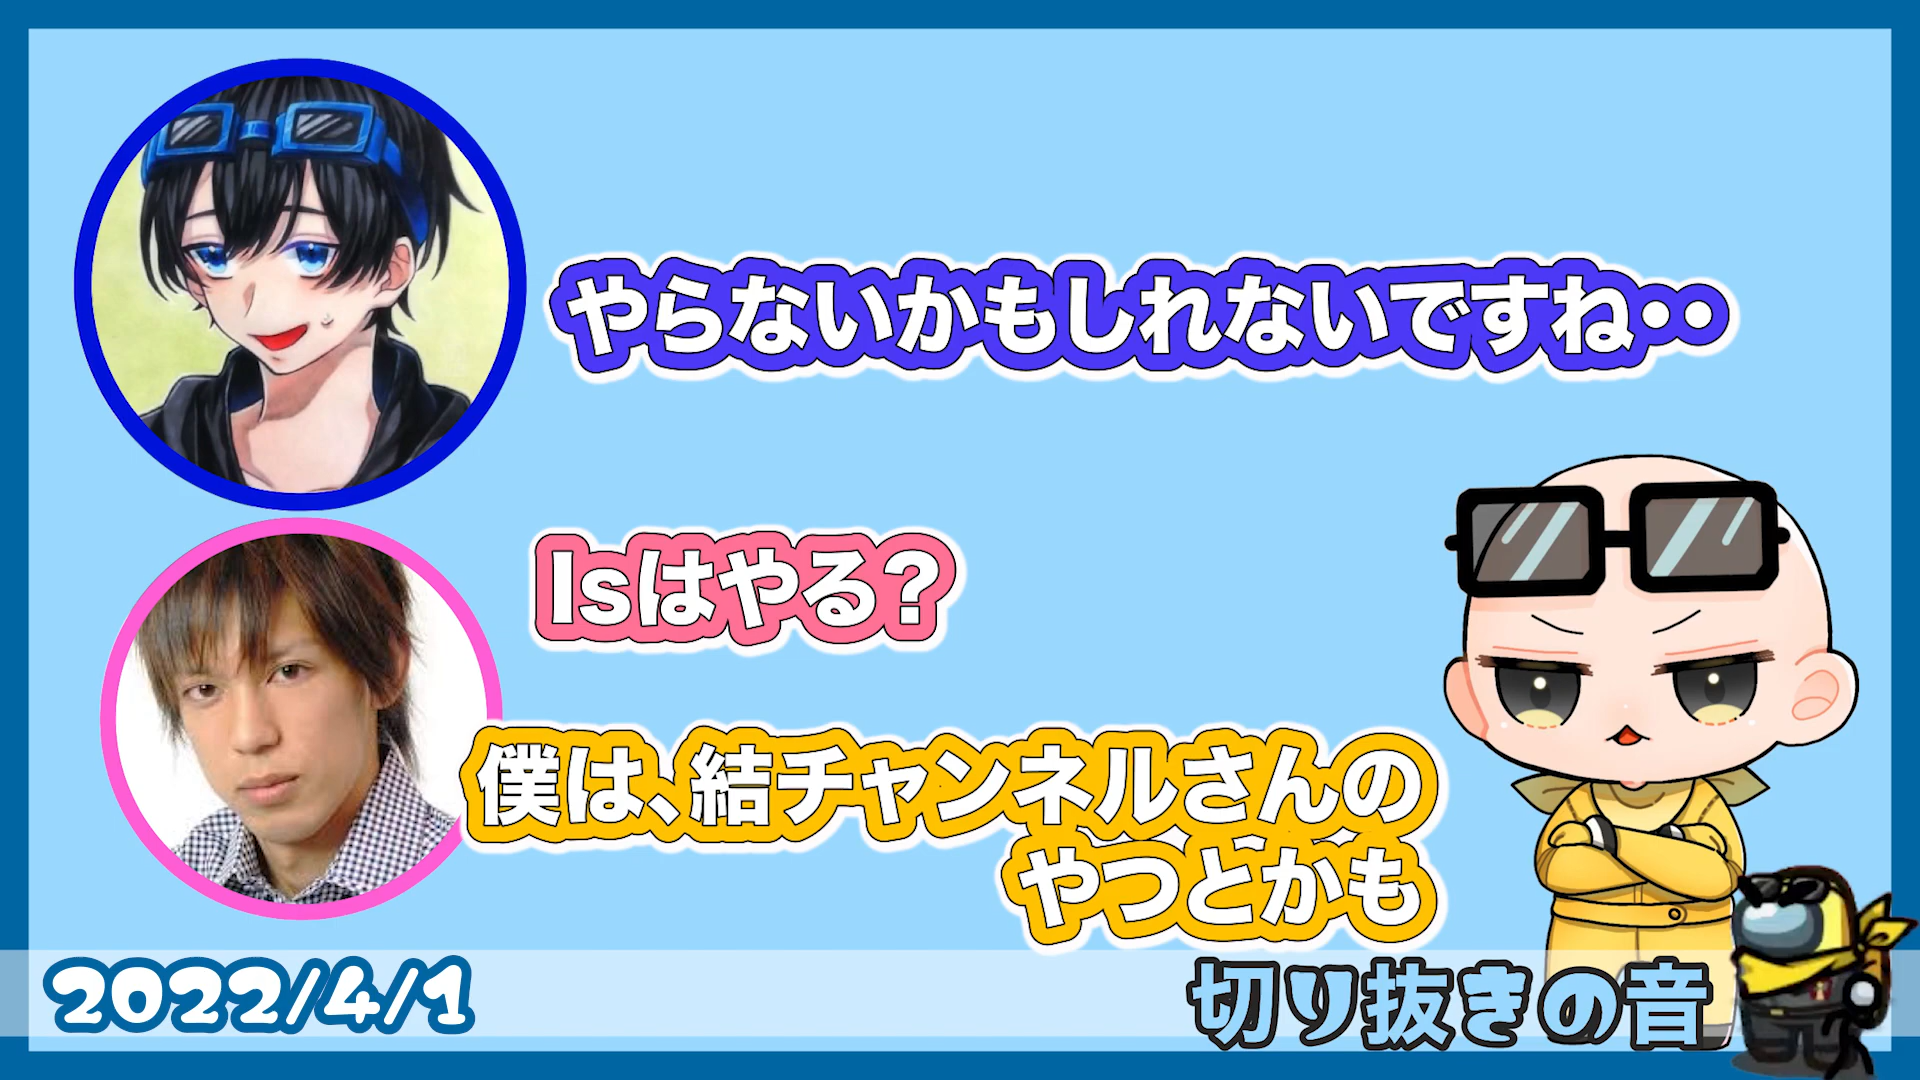 やらないかもしれないですね・・
Isはやる?
僕は、結チャンネルさんの
やつとかも
2022/4/1
切り抜きの音